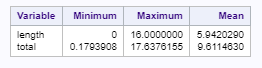 Variable Minimum Maximum Mean
length 0 16.0000000 5.9420290
total 0.1793908 17.6376155 9.6114630